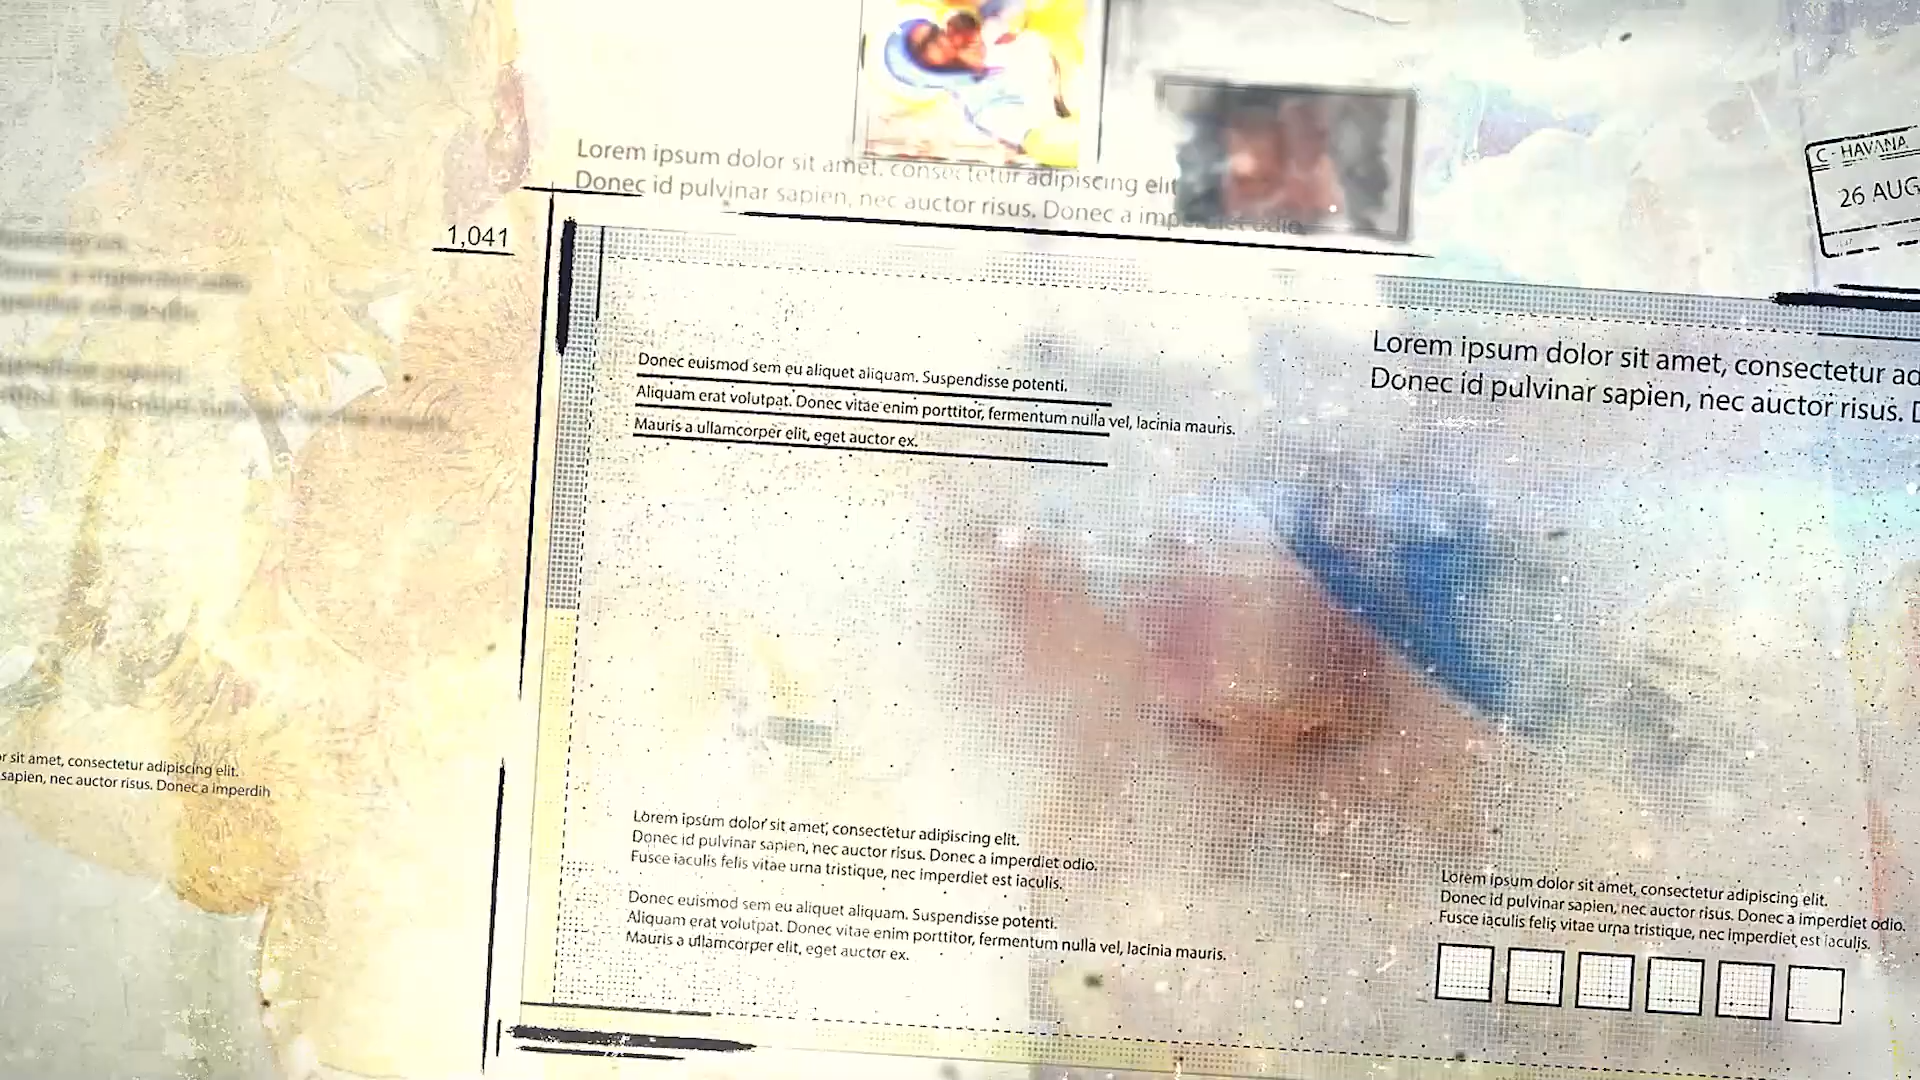 Lorem ipsum dolor sit amet, consectetur adipiscing elit
Donec id pulvinar sapien, nec auctor risus. Donec a imperdiet odio.
C - HAVANA
26 AUG
1,041
Donec euismod sem eu aliquet aliquam. Suspendisse potenti.
Aliquam erat volutpat. Donec vitae enim porttitor, fermentum nulla vel, lacinia mauris.
Mauris a ullamcorper elit, eget auctor ex.
Lorem ipsum dolor sit amet, consectetur ad
Donec id pulvinar sapien, nec auctor risus. D
r sit amet, consectetur adipiscing elit.
sapien, nec auctor risus. Donec a imperdih
Lorem ipsum dolor sit amet, consectetur adipiscing elit.
Donec id pulvinar sapien, nec auctor risus. Donec a imperdiet odio.
Fusce iaculis felis vitae urna tristique, nec imperdiet est iaculis.
Donec euismod sem eu aliquet aliquam. Suspendisse potenti.
Aliquam erat volutpat. Donec vitae enim porttitor, fermentum nulla vel, lacinia mauris.
Mauris a ullamcorper elit, eget auctor ex.
Lorem ipsum dolor sit amet, consectetur adipiscing elit.
Donec id pulvinar sapien, nec auctor risus. Donec a imperdiet odio.
Fusce iaculis felis vitae urna tristique, nec imperdiet est iaculis.